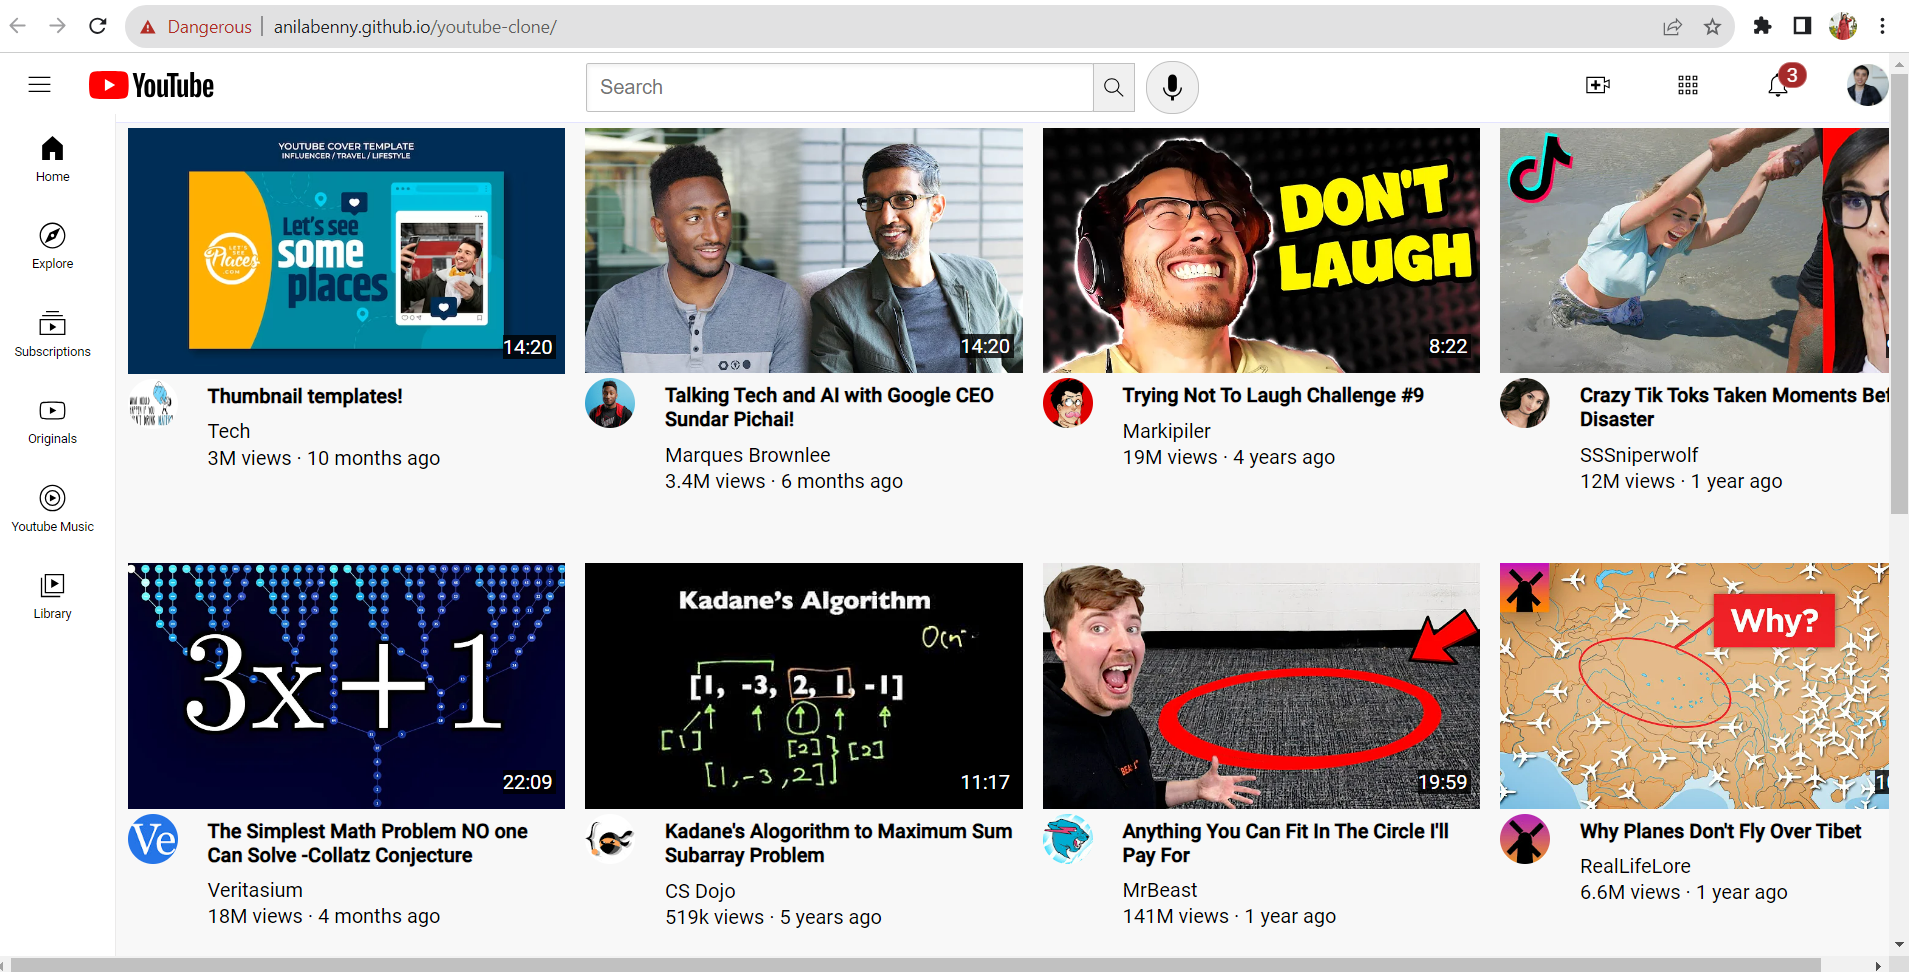 Dangerous | anilabenny.github.io/youtube-clone/
YouTube
Search
3
Home
Explore
Subscriptions
Originals
Youtube Music
Library
YOUTUBE COVER TEMPLATE
INFLUENCER / TRAVEL / LIFESTYLE
LET'S SEE
Places
.COM
Let's see
some
places
14:20
Thumbnail templates!
Tech
3M views · 10 months ago
14:20
Talking Tech and AI with Google CEO
Sundar Pichai!
Marques Brownlee
3.4M views · 6 months ago
DON'T
LAUGH
8:22
Trying Not To Laugh Challenge #9
Markipiler
19M views · 4 years ago
Crazy Tik Toks Taken Moments Bef
Disaster
SSSniperwolf
12M views · 1 year ago
3x+1
22:09
Ve
The Simplest Math Problem NO one
Can Solve -Collatz Conjecture
Veritasium
18M views · 4 months ago
Kadane's Algorithm
[1, -3, 2, 1, -1]
[1]
[2]
[2]
[1, -3, 2]
11:17
Kadane's Alogorithm to Maximum Sum
Subarray Problem
CS Dojo
519k views · 5 years ago
19:59
Anything You Can Fit In The Circle I'll
Pay For
MrBeast
141M views · 1 year ago
Why?
Why Planes Don't Fly Over Tibet
RealLifeLore
6.6M views · 1 year ago